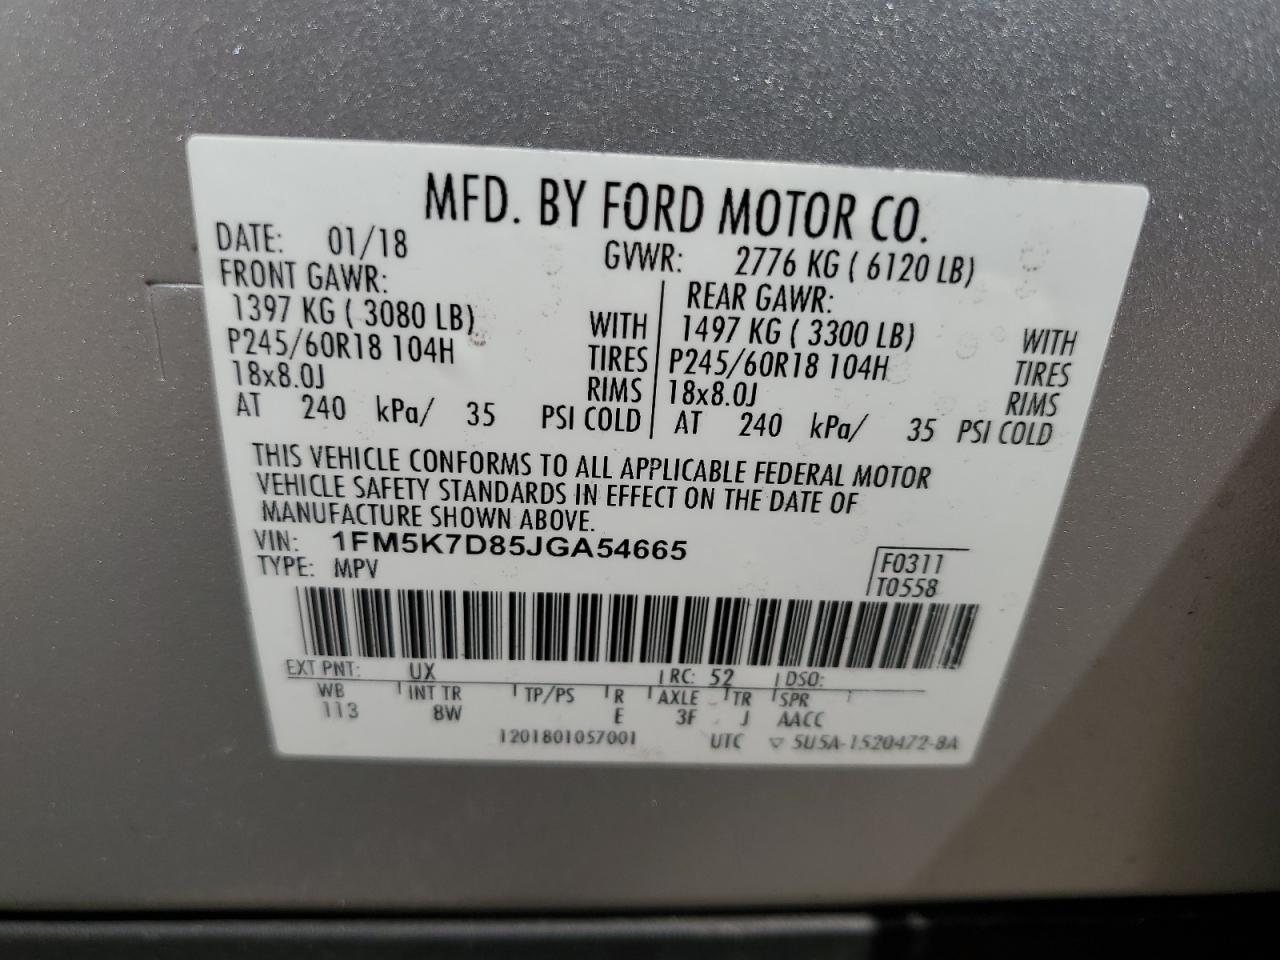 MFD. BY FORD MOTOR CO.
DATE: 01/18 GVWR: 2776 KG ( 6120 LB)
FRONT GAWR: REAR GAWR:
1397 KG ( 3080 LB) WITH 1497 KG ( 3300 LB) WITH
P245/60R18 104H TIRES P245/60R18 104H TIRES
18x8.0J RIMS 18x8.0J RIMS
AT 240 kPa/ 35 PSI COLD AT 240 kPa/ 35 PSI COLD
THIS VEHICLE CONFORMS TO ALL APPLICABLE FEDERAL MOTOR
VEHICLE SAFETY STANDARDS IN EFFECT ON THE DATE OF
MANUFACTURE SHOWN ABOVE.
VIN: 1FM5K7D85JGA54665 F0311
TYPE: MPV T0558
EXT PNT: UX RC: 52 DSO:
WB INT TR TP/PS R AXLE TR SPR
113 8W E 3F J AACC
1201801057001 UTC ▽ 5U5A-1520472-8A